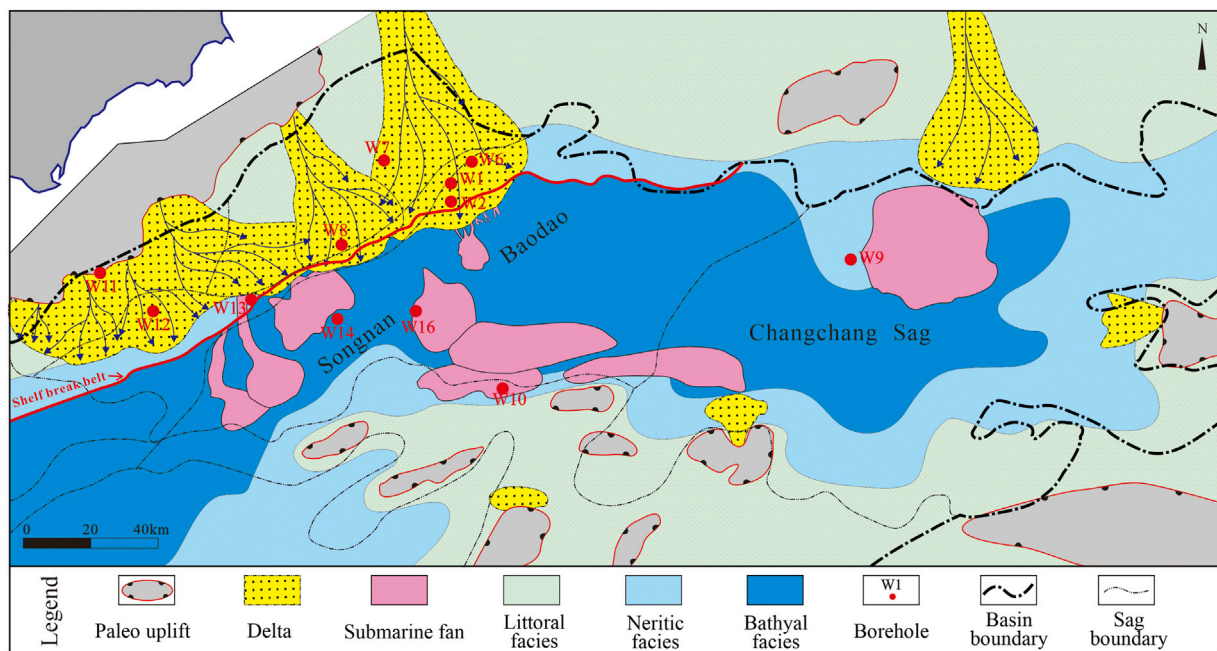 N
W7
W6
W1
W2
W8
Baodao
W9
W11
W13
W12
W14
W16
Songnan
Changchang Sag
Shelf break belt
W10
0 20 40km
Legend
W1
Paleo uplift
Delta
Submarine fan
Littoral
facies
Neritic
facies
Bathyal
facies
Borehole
Basin
boundary
Sag
boundary